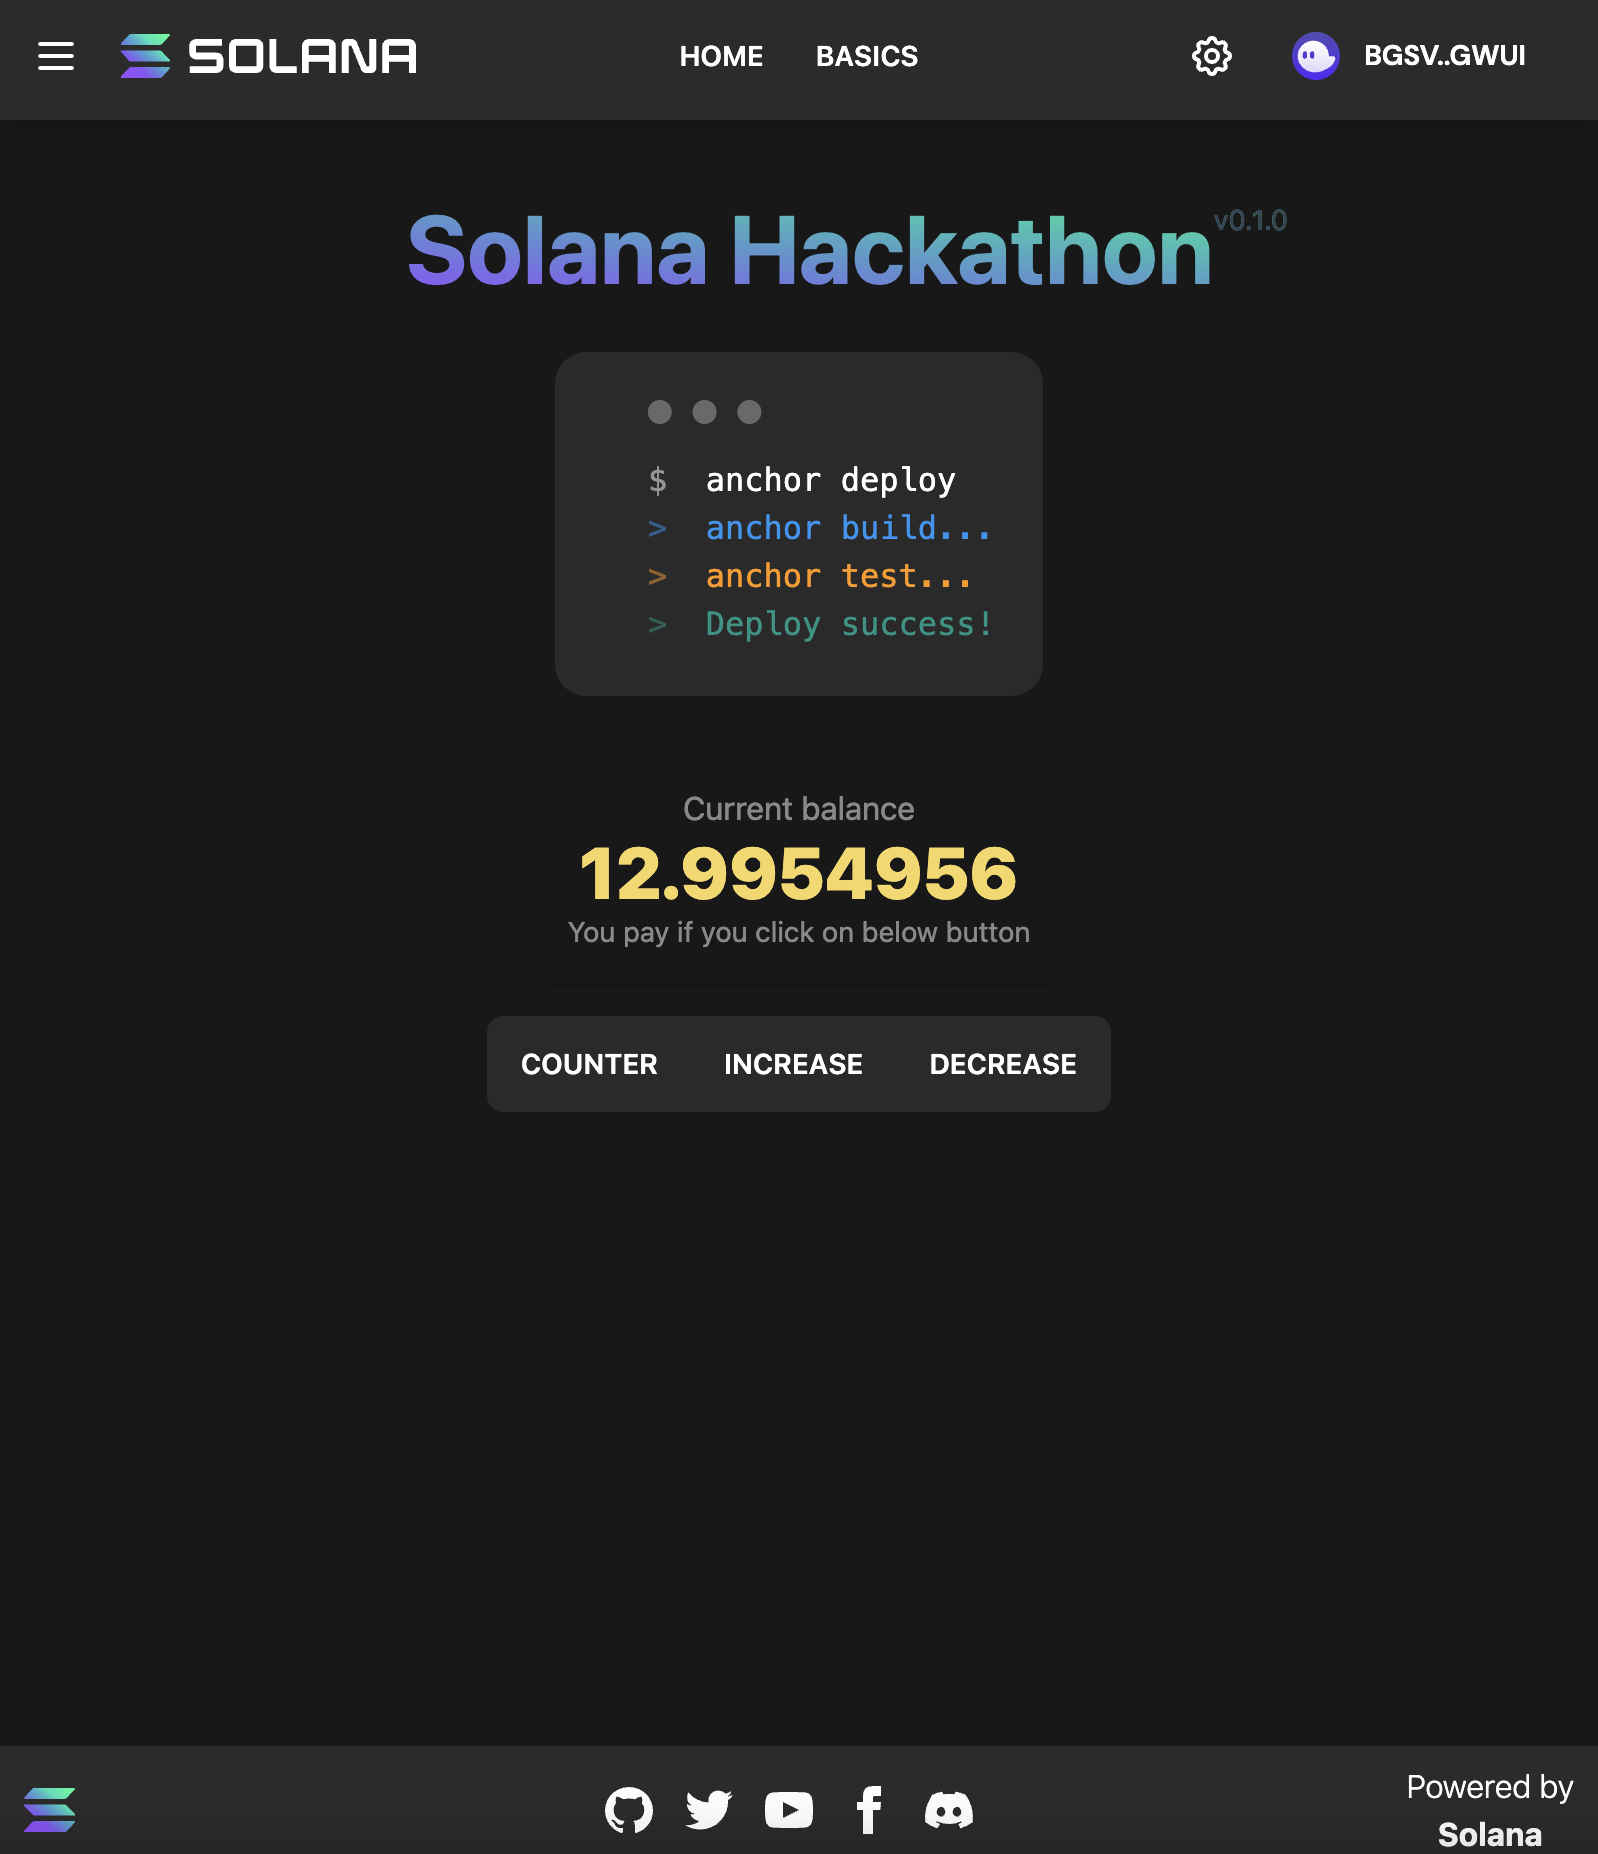 SOLANA
HOME BASICS
BGSV..GWUI
Solana Hackathon v0.1.0
$ anchor deploy
> anchor build...
> anchor test...
> Deploy success!
Current balance
12.9954956
You pay if you click on below button
COUNTER INCREASE DECREASE
Powered by
Solana